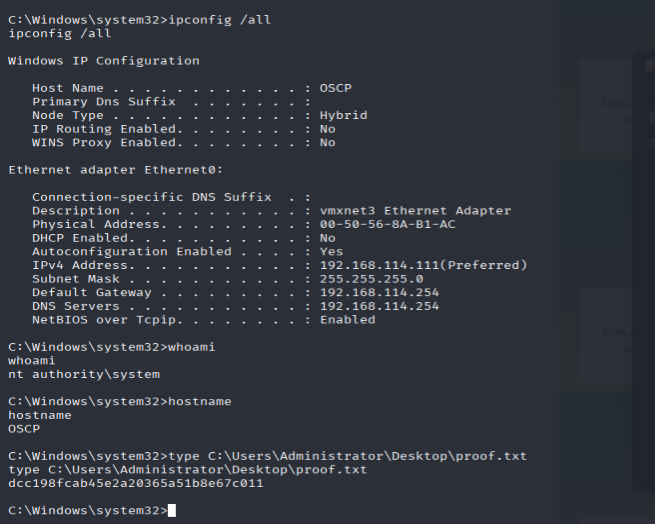 C:\Windows\system32>ipconfig /all
ipconfig /all
Windows IP Configuration
Host Name . . . . . . . . . . . . : OSCP
Primary Dns Suffix  . . . . . . . :
Node Type . . . . . . . . . . . . : Hybrid
IP Routing Enabled. . . . . . . . : No
WINS Proxy Enabled. . . . . . . . : No
Ethernet adapter Ethernet0:
Connection-specific DNS Suffix  . :
Description . . . . . . . . . . . : vmxnet3 Ethernet Adapter
Physical Address. . . . . . . . . : 00-50-56-8A-B1-AC
DHCP Enabled. . . . . . . . . . . : No
Autoconfiguration Enabled . . . . : Yes
IPv4 Address. . . . . . . . . . . : 192.168.114.111(Preferred)
Subnet Mask . . . . . . . . . . . : 255.255.255.0
Default Gateway . . . . . . . . . : 192.168.114.254
DNS Servers . . . . . . . . . . . : 192.168.114.254
NetBIOS over Tcpip. . . . . . . . : Enabled
C:\Windows\system32>whoami
whoami
nt authority\system
C:\Windows\system32>hostname
hostname
OSCP
C:\Windows\system32>type C:\Users\Administrator\Desktop\proof.txt
type C:\Users\Administrator\Desktop\proof.txt
dcc198fcab45e2a20365a51b8e67c011
C:\Windows\system32>